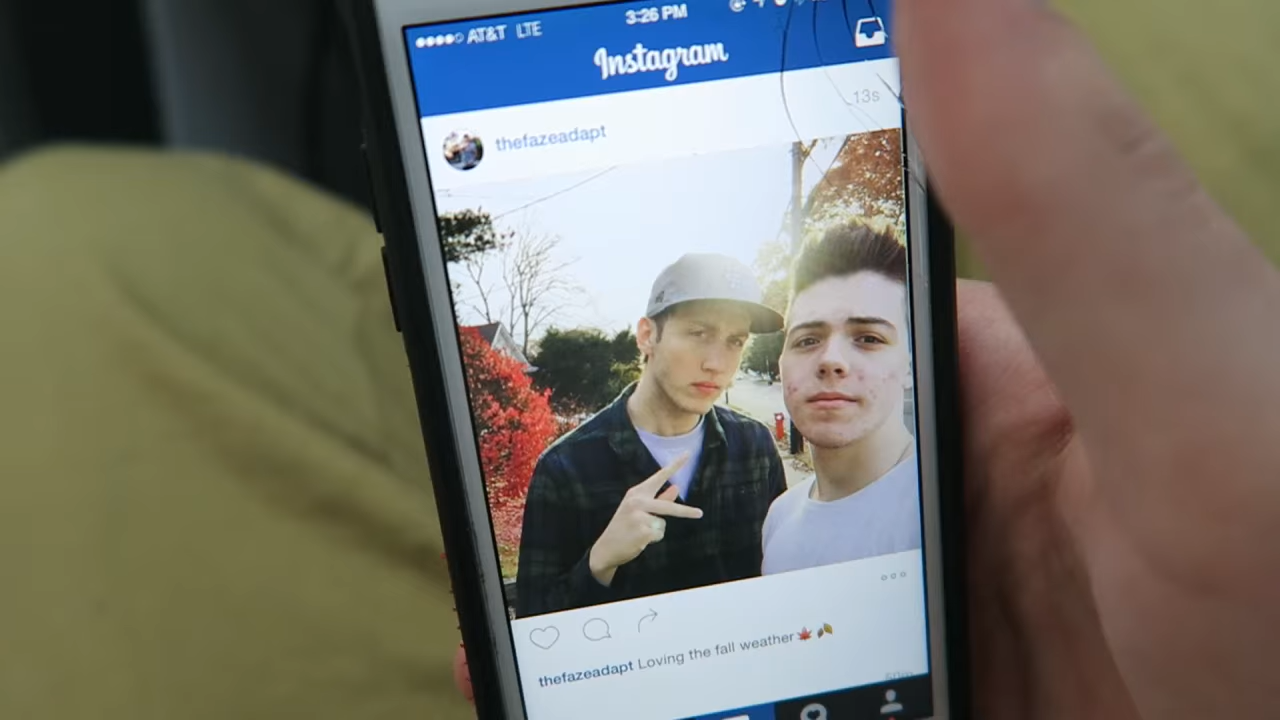 AT&T LTE 3:26 PM
Instagram
thefazeadapt 13s
thefazeadapt Loving the fall weather🍁🍂